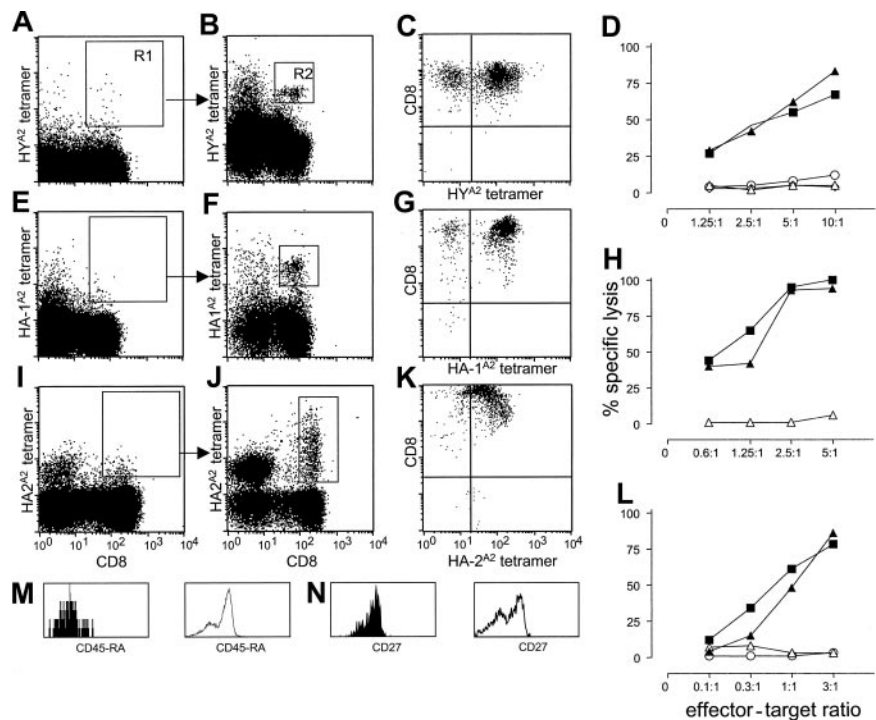 A
B
C
D
R1
R2
HY^A2 tetramer
HY^A2 tetramer
CD8
HY^A2 tetramer
100
75
50
25
0
0 1.25:1 2.5:1 5:1 10:1
E
F
G
H
HA-1^A2 tetramer
HA1^A2 tetramer
CD8
HA-1^A2 tetramer
% specific lysis
100
75
50
25
0
0 0.6:1 1.25:1 2.5:1 5:1
I
J
K
L
HA2^A2 tetramer
HA2^A2 tetramer
CD8
10^0 10^1 10^2 10^3 10^4
10^0 10^1 10^2 10^3 10^4
10^0 10^1 10^2 10^3 10^4
CD8
CD8
HA-2^A2 tetramer
100
75
50
25
0
0 0.1:1 0.3:1 1:1 3:1
effector-target ratio
M
N
CD45-RA
CD45-RA
CD27
CD27